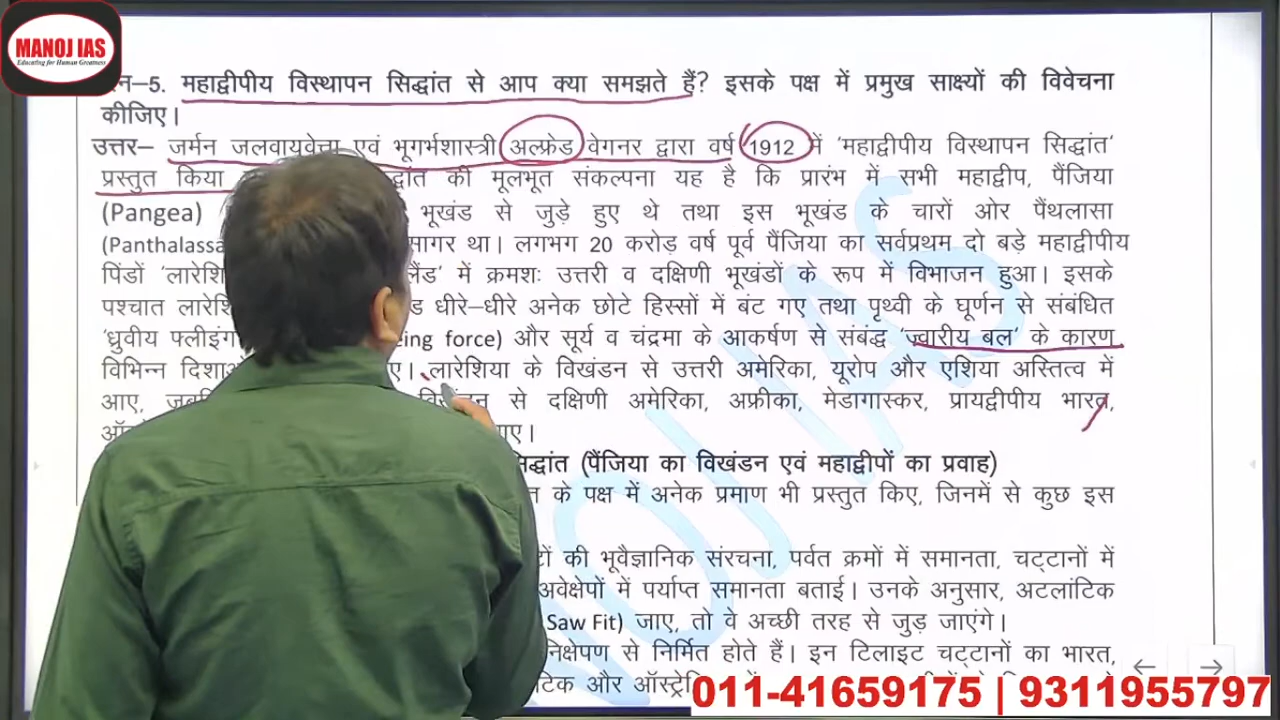 MANOJ IAS
Educating for Human Greatness
न–5. महाद्वीपीय विस्थापन सिद्धांत से आप क्या समझते हैं? इसके पक्ष में प्रमुख साक्ष्यों की विवेचना
कीजिए।
उत्तर– जर्मन जलवायुवेत्ता एवं भूगर्भशास्त्री अल्फ्रेड वेगनर द्वारा वर्ष 1912 में ‘महाद्वीपीय विस्थापन सिद्धांत’
प्रस्तुत किया की मूलभूत संकल्पना यह है कि प्रारंभ में सभी महाद्वीप, पैंजिया
(Pangea) भूखंड से जुड़े हुए थे तथा इस भूखंड के चारों ओर पैंथलासा
(Panthalassa सागर था। लगभग 20 करोड़ वर्ष पूर्व पैंजिया का सर्वप्रथम दो बड़े महाद्वीपीय
पिंडों में क्रमशः उत्तरी व दक्षिणी भूखंडों के रूप में विभाजन हुआ। इसके
पश्चात धीरे–धीरे अनेक छोटे हिस्सों में बंट गए तथा पृथ्वी के घूर्णन से संबंधित
‘ध्रुवीय force) और सूर्य व चंद्रमा के आकर्षण से संबंद्ध ‘ज्वारीय बल’ के कारण
विभिन्न लारेशिया के विखंडन से उत्तरी अमेरिका, यूरोप और एशिया अस्तित्व में
आए, विखंडन से दक्षिणी अमेरिका, अफ्रीका, मेडागास्कर, प्रायद्वीपीय भारत,
सिद्धांत (पैंजिया का विखंडन एवं महाद्वीपों का प्रवाह)
के पक्ष में अनेक प्रमाण भी प्रस्तुत किए, जिनमें से कुछ इस
की भूवैज्ञानिक संरचना, पर्वत क्रमों में समानता, चट्टानों में
अवेक्षेपों में पर्याप्त समानता बताई। उनके अनुसार, अटलांटिक
Saw Fit) जाए, तो वे अच्छी तरह से जुड़ जाएंगे।
निक्षेपण से निर्मित होते हैं। इन टिलाइट चट्टानों का भारत,
और
011-41659175 | 9311955797